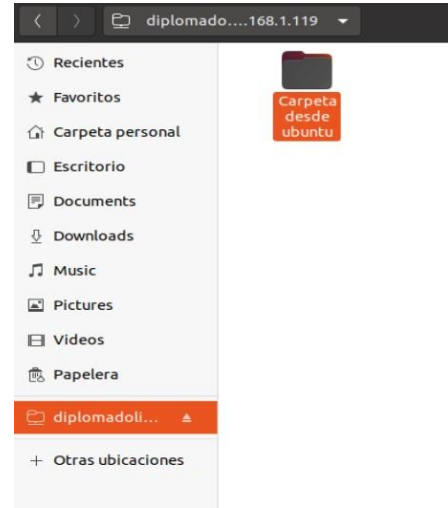 diplomado....168.1.119
Recientes
Favoritos
Carpeta personal
Escritorio
Documents
Downloads
Music
Pictures
Videos
Papelera
diplomadoli...
Otras ubicaciones
Carpeta
desde
ubuntu